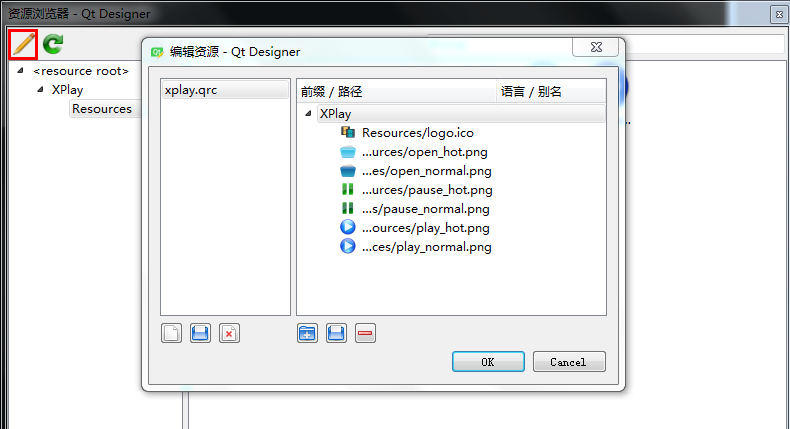 资源浏览器 - Qt Designer
<resource root>
XPlay
Resources
编辑资源 - Qt Designer
xplay.qrc
前缀 / 路径
语言 / 别名
XPlay
Resources/logo.ico
...urces/open_hot.png
...es/open_normal.png
...urces/pause_hot.png
...s/pause_normal.png
...ources/play_hot.png
...ces/play_normal.png
OK
Cancel